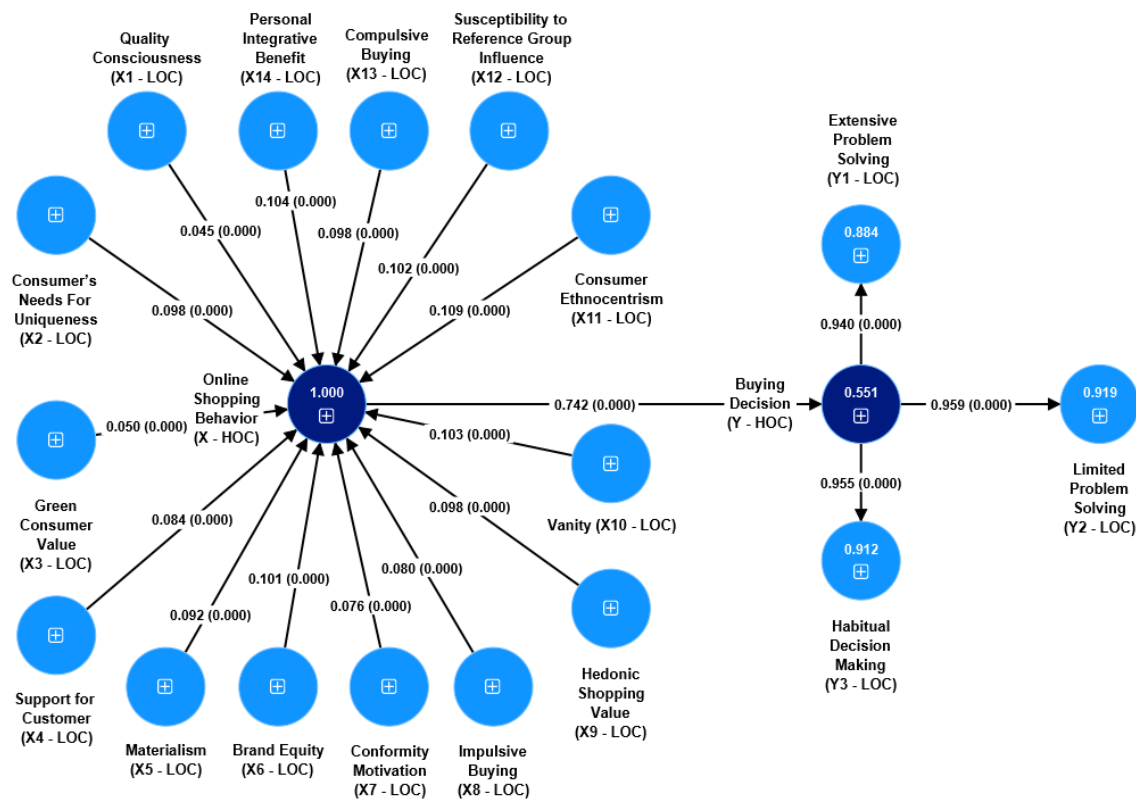 Quality
Consciousness
(X1 - LOC)
Personal
Integrative
Benefit
(X14 - LOC)
Compulsive
Buying
(X13 - LOC)
Susceptibility to
Reference Group
Influence
(X12 - LOC)
Extensive
Problem
Solving
(Y1 - LOC)
0.884
0.045 (0.000)
0.104 (0.000)
0.098 (0.000)
0.102 (0.000)
0.109 (0.000)
Consumer
Ethnocentrism
(X11 - LOC)
Consumer's
Needs For
Uniqueness
(X2 - LOC)
0.098 (0.000)
0.940 (0.000)
Online
Shopping
Behavior
(X - HOC)
1.000
0.742 (0.000)
Buying
Decision
(Y - HOC)
0.551
0.959 (0.000)
0.919
0.050 (0.000)
0.103 (0.000)
0.955 (0.000)
Green
Consumer
Value
(X3 - LOC)
Vanity (X10 - LOC)
Limited
Problem
Solving
(Y2 - LOC)
0.084 (0.000)
0.098 (0.000)
0.912
0.092 (0.000)
0.101 (0.000)
0.076 (0.000)
0.080 (0.000)
Habitual
Decision
Making
(Y3 - LOC)
Support for
Customer
(X4 - LOC)
Hedonic
Shopping
Value
(X9 - LOC)
Materialism
(X5 - LOC)
Brand Equity
(X6 - LOC)
Conformity
Motivation
(X7 - LOC)
Impulsive
Buying
(X8 - LOC)